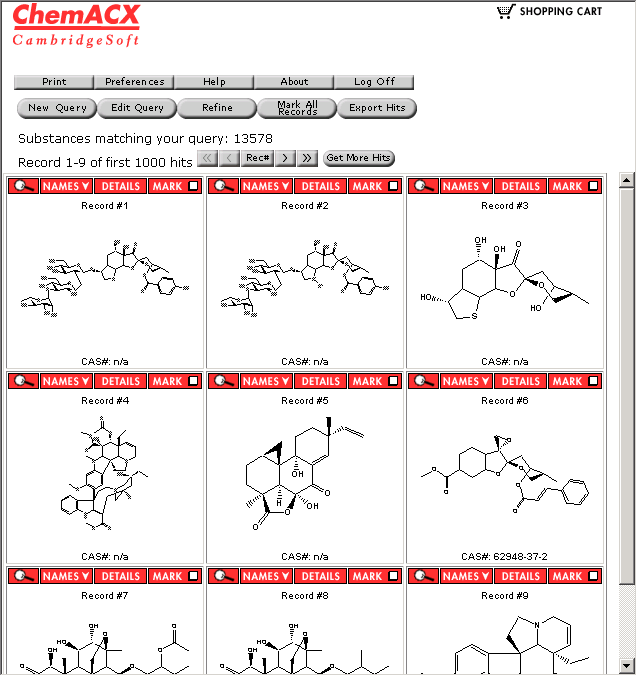 ChemACX
CambridgeSoft
SHOPPING CART
Print Preferences Help About Log Off
New Query Edit Query Refine Mark All Records Export Hits
Substances matching your query: 13578
Record 1-9 of first 1000 hits << < Rec# > >> Get More Hits
NAMES DETAILS MARK NAMES DETAILS MARK NAMES DETAILS MARK
Record #1 Record #2 Record #3
OH OH O
O
HO HO
S
CAS#: n/a CAS#: n/a CAS#: n/a
NAMES DETAILS MARK NAMES DETAILS MARK NAMES DETAILS MARK
Record #4 Record #5 Record #6
OH
H O
O OH
O
CAS#: n/a CAS#: n/a CAS#: 62948-37-2
NAMES DETAILS MARK NAMES DETAILS MARK NAMES DETAILS MARK
Record #7 Record #8 Record #9